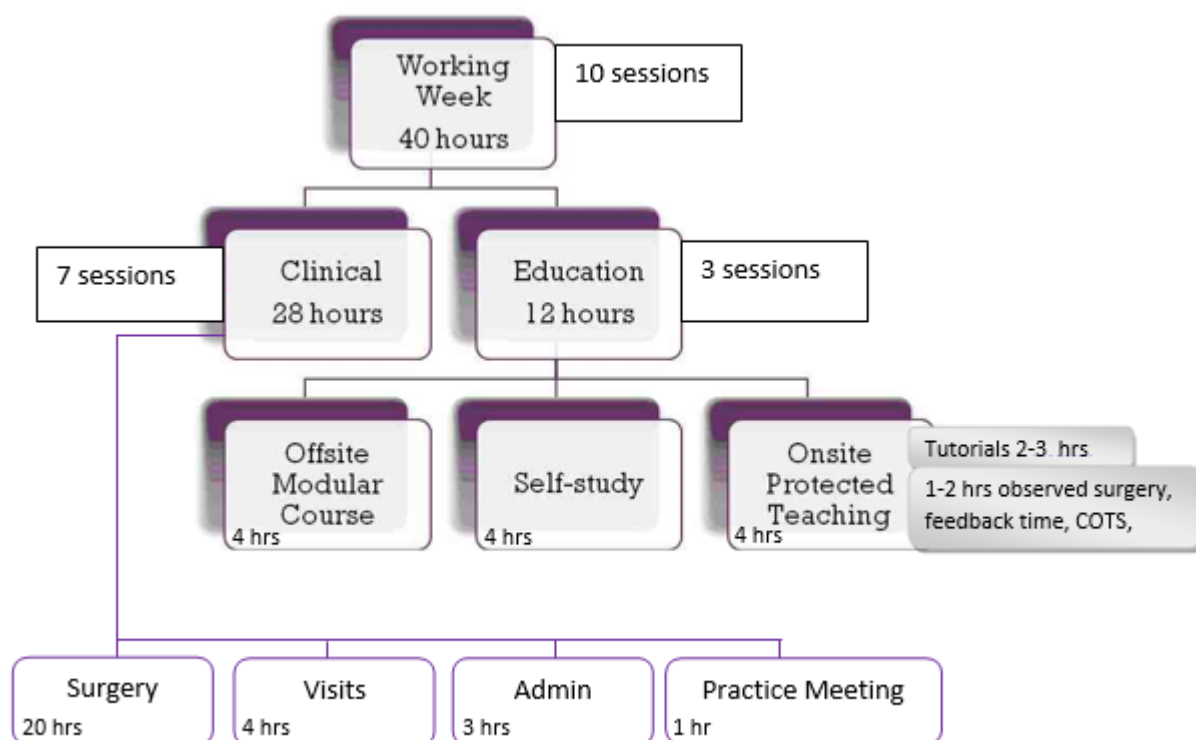 Working
Week
40 hours
10 sessions
7 sessions
Clinical
28 hours
Education
12 hours
3 sessions
Offsite
Modular
Course
4 hrs
Self-study
4 hrs
Onsite
Protected
Teaching
4 hrs
Tutorials 2-3. hrs.
1-2 hrs observed surgery,
feedback time, COTS,
Surgery
20 hrs
Visits
4 hrs
Admin
3 hrs
Practice Meeting
1 hr